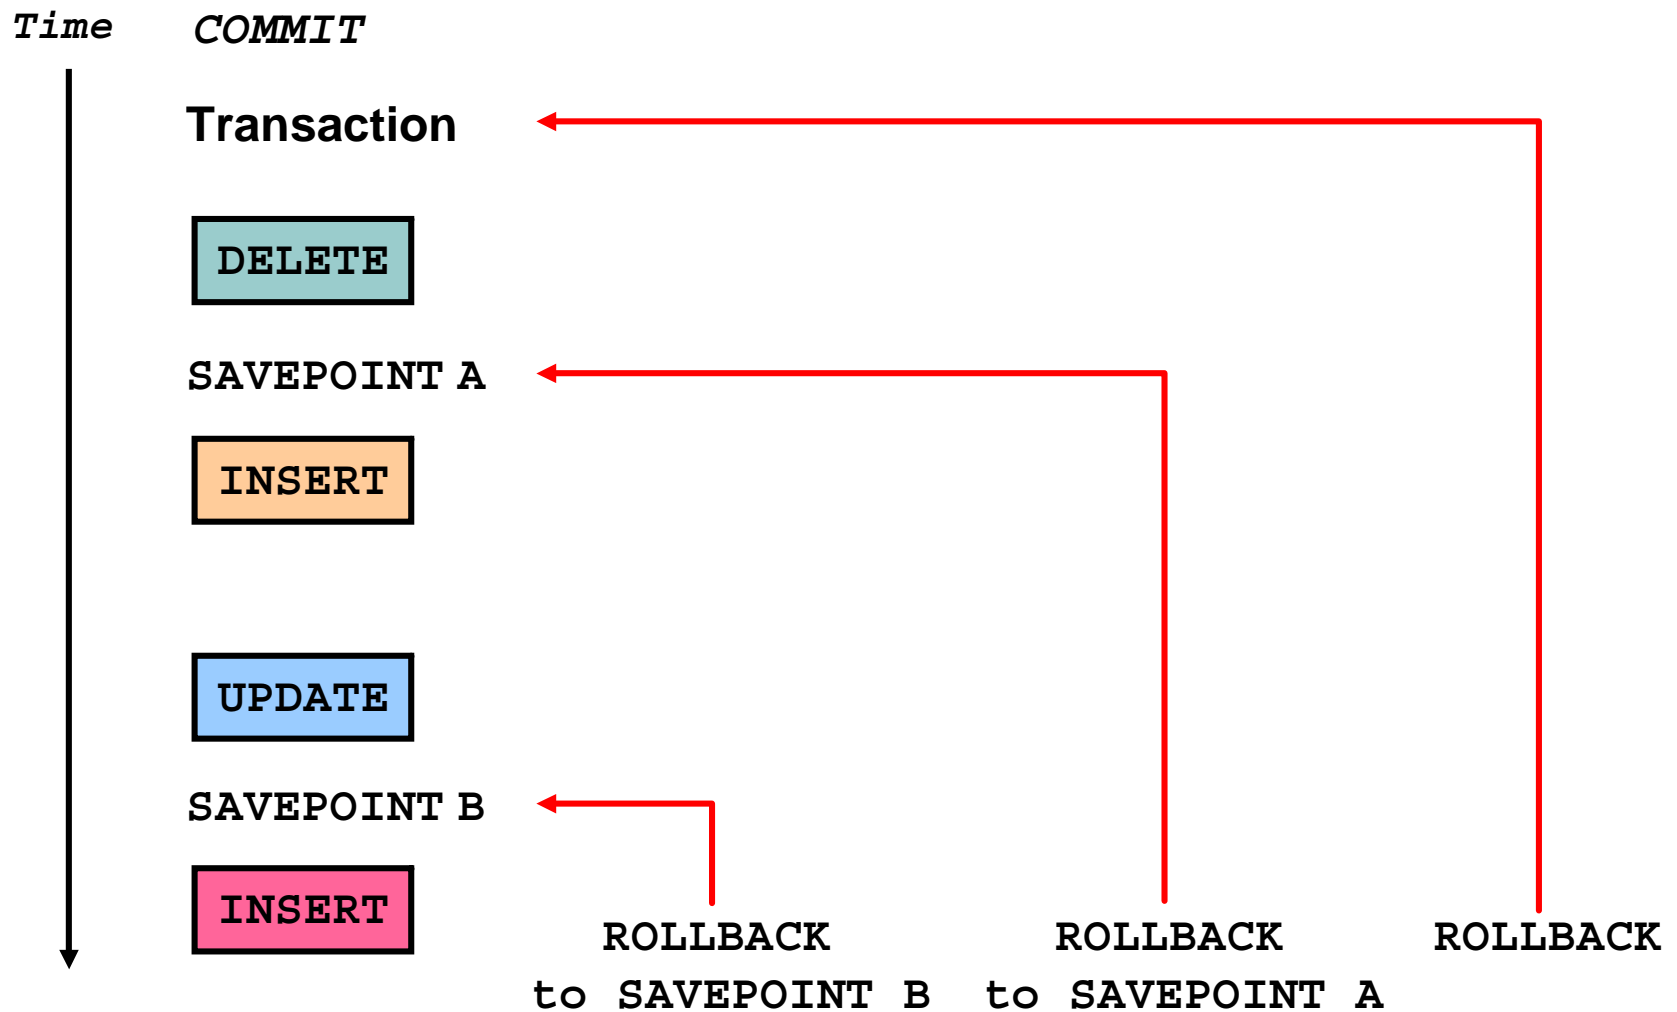 Time COMMIT
Transaction
DELETE
SAVEPOINT A
INSERT
UPDATE
SAVEPOINT B
INSERT
ROLLBACK
to SAVEPOINT B
ROLLBACK
to SAVEPOINT A
ROLLBACK